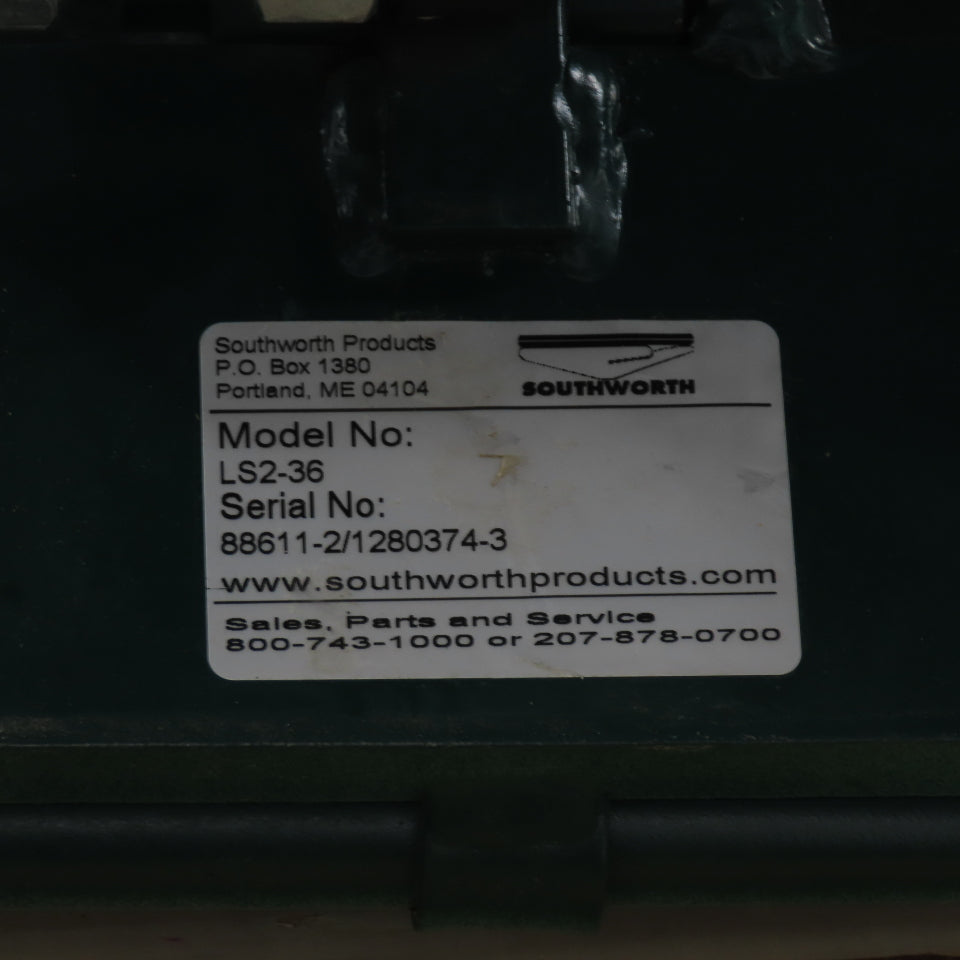 Southworth Products
P.O. Box 1380
Portland, ME 04104
SOUTHWORTH
Model No:
LS2-36
Serial No:
88611-2/1280374-3
www.southworthproducts.com
Sales, Parts and Service
800-743-1000 or 207-878-0700